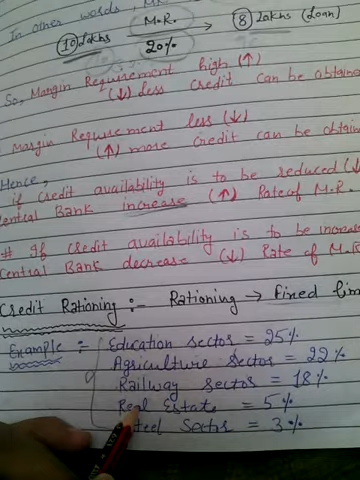 In other words, M.
M.R.
10 lakhs → 8 lakhs (Loan)
20%
So, Margin Requirement high (↑)
(↓) less credit can be obtaine
Margin Requirement less (↓)
(↑) more credit can be obtain
Hence,
if credit availability is to be reduced (↓
Central Bank increase (↑) Rate of M.R.
# If credit availability is to be increase
Central Bank decrease (↓) Rate of M.R
Credit Rationing :- Rationing → Fixed lim
Example :- Education sector = 25%
Agriculture sector = 22%
Railway sector = 18%
Real Estate = 5%
Steel Sector = 3%